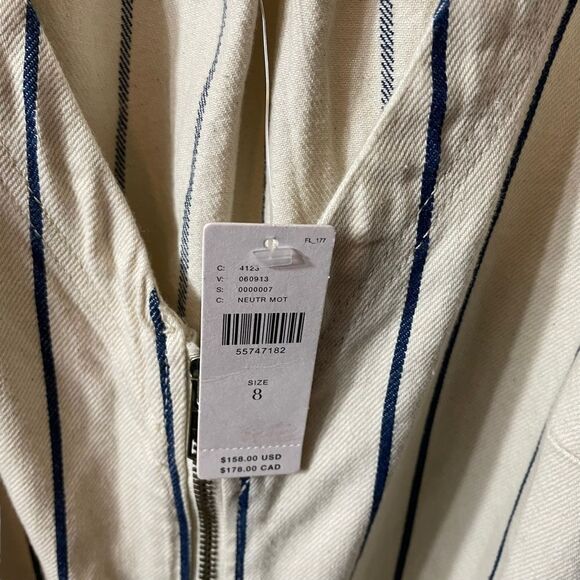 FL_177
C: 4123
V: 060913
S: 0000007
C: NEUTR MOT
55747182
SIZE
8
$158.00 USD
$178.00 CAD